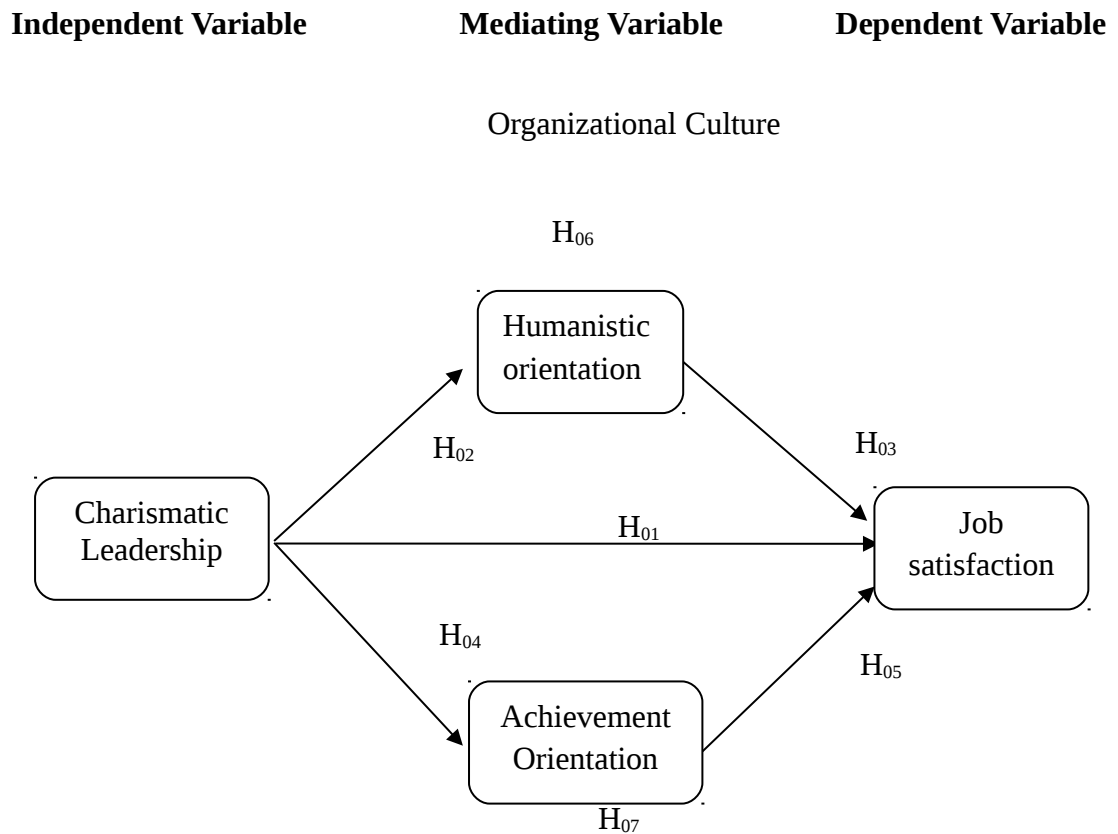 Independent Variable
Mediating Variable
Dependent Variable
Organizational Culture
H₀₆
Humanistic
orientation
H₀₂
H₀₃
Charismatic
Leadership
H₀₁
Job
satisfaction
H₀₄
H₀₅
Achievement
Orientation
H₀₇